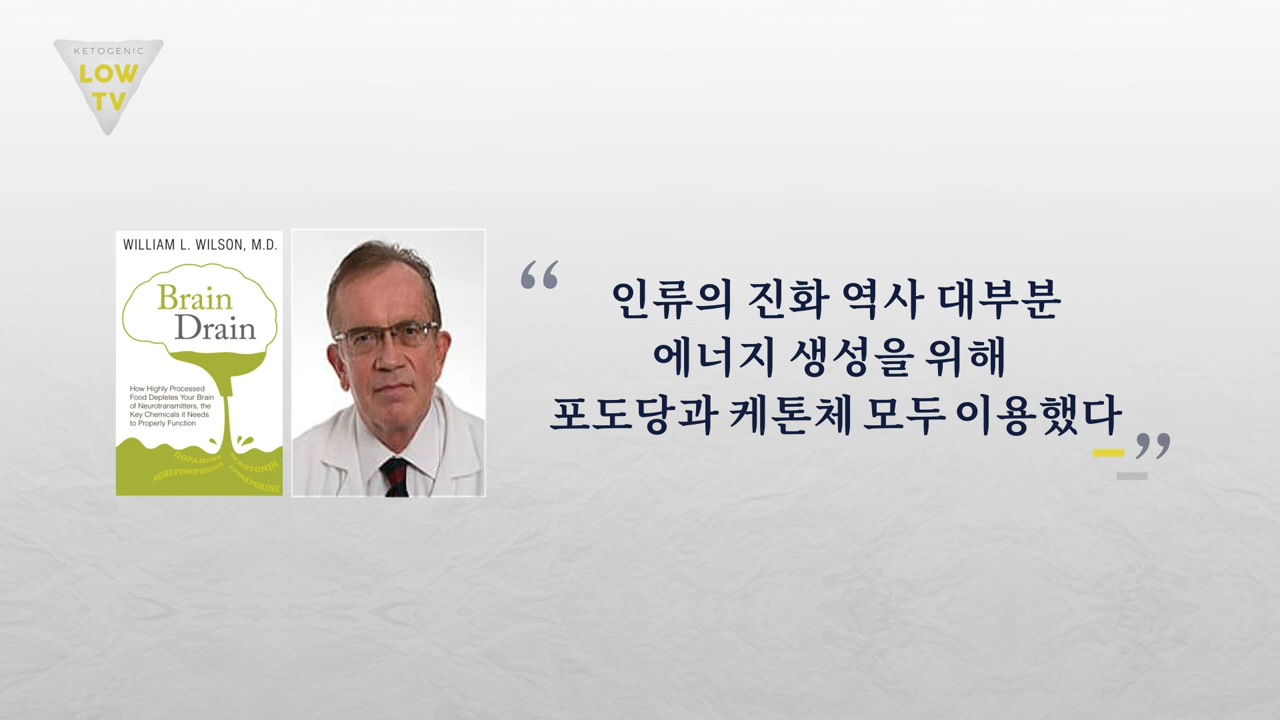 KETOGENIC
LOW
TV
WILLIAM L. WILSON, M.D.
Brain
Drain
How Highly Processed
Food Depletes Your Brain
of Neurotransmitters, the
Key Chemicals it Needs
to Properly Function
DOPAMINE
SEROTONIN
NOREPINEPHRINE
EPINEPHRINE
“인류의 진화 역사 대부분
에너지 생성을 위해
포도당과 케톤체 모두 이용했다”